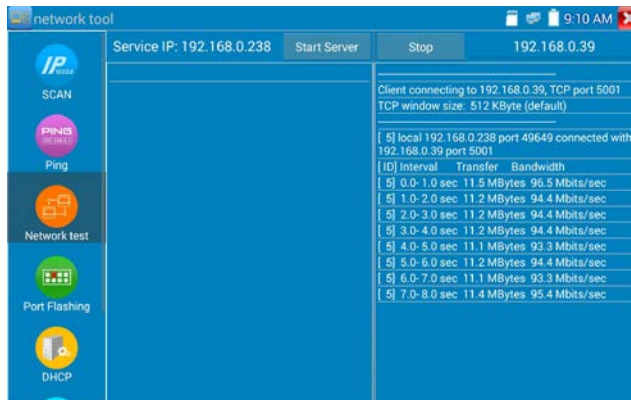 network tool
9:10 AM
Service IP: 192.168.0.238
Start Server
Stop
192.168.0.39
IP
SCAN
PING
Ping
Network test
Port Flashing
DHCP
Client connecting to 192.168.0.39, TCP port 5001
TCP window size: 512 KByte (default)
[ 5] local 192.168.0.238 port 49649 connected with
192.168.0.39 port 5001
[ID] Interval Transfer Bandwidth
[ 5] 0.0- 1.0 sec 11.5 MBytes 96.5 Mbits/sec
[ 5] 1.0- 2.0 sec 11.2 MBytes 94.4 Mbits/sec
[ 5] 2.0- 3.0 sec 11.2 MBytes 94.4 Mbits/sec
[ 5] 3.0- 4.0 sec 11.2 MBytes 94.4 Mbits/sec
[ 5] 4.0- 5.0 sec 11.1 MBytes 93.3 Mbits/sec
[ 5] 5.0- 6.0 sec 11.2 MBytes 94.4 Mbits/sec
[ 5] 6.0- 7.0 sec 11.1 MBytes 93.3 Mbits/sec
[ 5] 7.0- 8.0 sec 11.4 MBytes 95.4 Mbits/sec